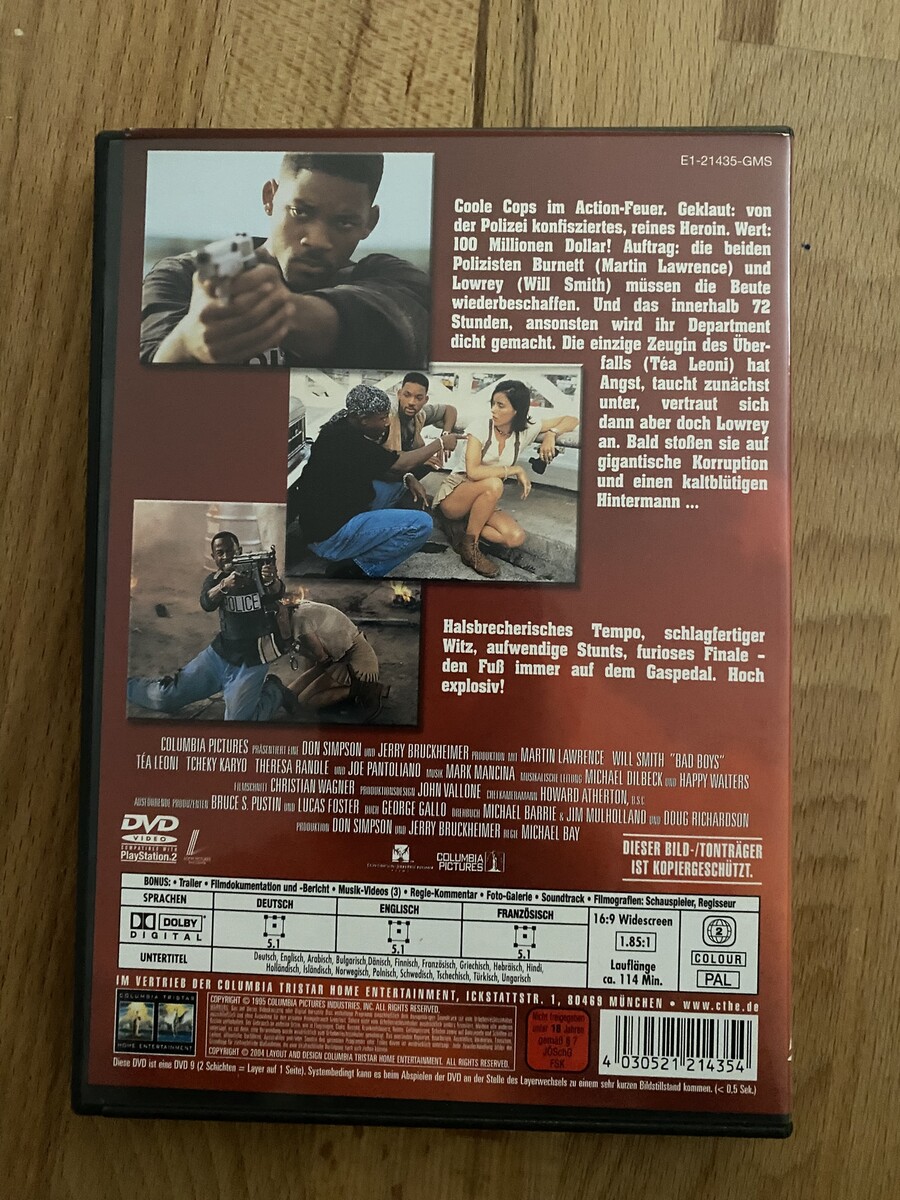 E1-21435-GMS
Coole Cops im Action-Feuer. Geklaut: von
der Polizei konfisziertes, reines Heroin. Wert:
100 Millionen Dollar! Auftrag: die beiden
Polizisten Burnett (Martin Lawrence) und
Lowrey (Will Smith) müssen die Beute
wiederbeschaffen. Und das innerhalb 72
Stunden, ansonsten wird ihr Department
dicht gemacht. Die einzige Zeugin des Über-
falls (Téa Leoni) hat
Angst, taucht zunächst
unter, vertraut sich
dann aber doch Lowrey
an. Bald stoßen sie auf
gigantische Korruption
und einen kaltblütigen
Hintermann ...
POLICE
Halsbrecherisches Tempo, schlagfertiger
Witz, aufwendige Stunts, furioses Finale -
den Fuß immer auf dem Gaspedal. Hoch
explosiv!
COLUMBIA PICTURES PRÄSENTIERT EINE DON SIMPSON UND JERRY BRUCKHEIMER PRODUKTION MIT MARTIN LAWRENCE WILL SMITH "BAD BOYS"
TÉA LEONI TCHEKY KARYO THERESA RANDLE UND JOE PANTOLIANO MUSIK MARK MANCINA MUSIKALISCHE LEITUNG MICHAEL DILBECK UND HAPPY WALTERS
FILMSCHNITT CHRISTIAN WAGNER PRODUKTIONSDESIGN JOHN VALLONE CHEFKAMERAMANN HOWARD ATHERTON, B.S.C.
AUSFÜHRENDE PRODUZENTEN BRUCE S. PUSTIN UND LUCAS FOSTER BUCH GEORGE GALLO DREHBUCH MICHAEL BARRIE & JIM MULHOLLAND UND DOUG RICHARDSON
PRODUKTION DON SIMPSON UND JERRY BRUCKHEIMER REGIE MICHAEL BAY
DVD
VIDEO
COMPATIBLE WITH
PlayStation.2
COLUMBIA
PICTURES
DIESER BILD-/TONTRÄGER
IST KOPIERGESCHÜTZT.
BONUS: • Trailer • Filmdokumentation und -Bericht • Musik-Videos (3) • Regie-Kommentar • Foto-Galerie • Soundtrack • Filmografien: Schauspieler, Regisseur
SPRACHEN DEUTSCH ENGLISCH FRANZÖSISCH
DOLBY
DIGITAL
5.1 5.1 5.1
16:9 Widescreen
1.85:1
Lauflänge
ca. 114 Min.
2
COLOUR
PAL
UNTERTITEL
Deutsch, Englisch, Arabisch, Bulgarisch, Dänisch, Finnisch, Französisch, Griechisch, Hebräisch, Hindi,
Holländisch, Isländisch, Norwegisch, Polnisch, Schwedisch, Tschechisch, Türkisch, Ungarisch
IM VERTRIEB DER COLUMBIA TRISTAR HOME ENTERTAINMENT, ICKSTATTSTR. 1, 80469 MÜNCHEN • www.cthe.de
COLUMBIA TRISTAR
HOME ENTERTAINMENT
COPYRIGHT © 1995 COLUMBIA PICTURES INDUSTRIES, INC. ALL RIGHTS RESERVED.
COPYRIGHT © 2004 LAYOUT AND DESIGN COLUMBIA TRISTAR HOME ENTERTAINMENT. ALL RIGHTS RESERVED.
Nicht freigegeben
unter 18 Jahren
gemäß § 7
JÖSchG
FSK
4 030521 214354
Diese DVD ist eine DVD 9 (2 Schichten = Layer auf 1 Seite). Systembedingt kann es beim Abspielen der DVD an der Stelle des Layerwechsels zu einem sehr kurzen Bildstillstand kommen. (< 0,5 Sek.)